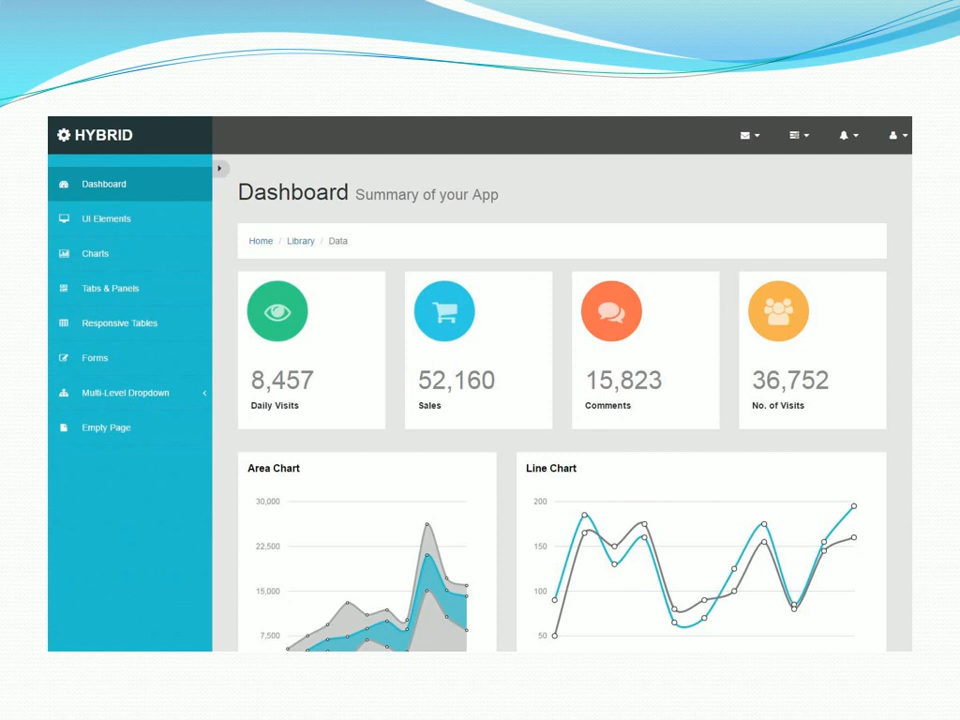 HYBRID
Dashboard
UI Elements
Charts
Tabs & Panels
Responsive Tables
Forms
Multi-Level Dropdown
Empty Page
Dashboard Summary of your App
Home / Library / Data
8,457
Daily Visits
52,160
Sales
15,823
Comments
36,752
No. of Visits
Area Chart
30,000
22,500
15,000
7,500
Line Chart
200
150
100
50